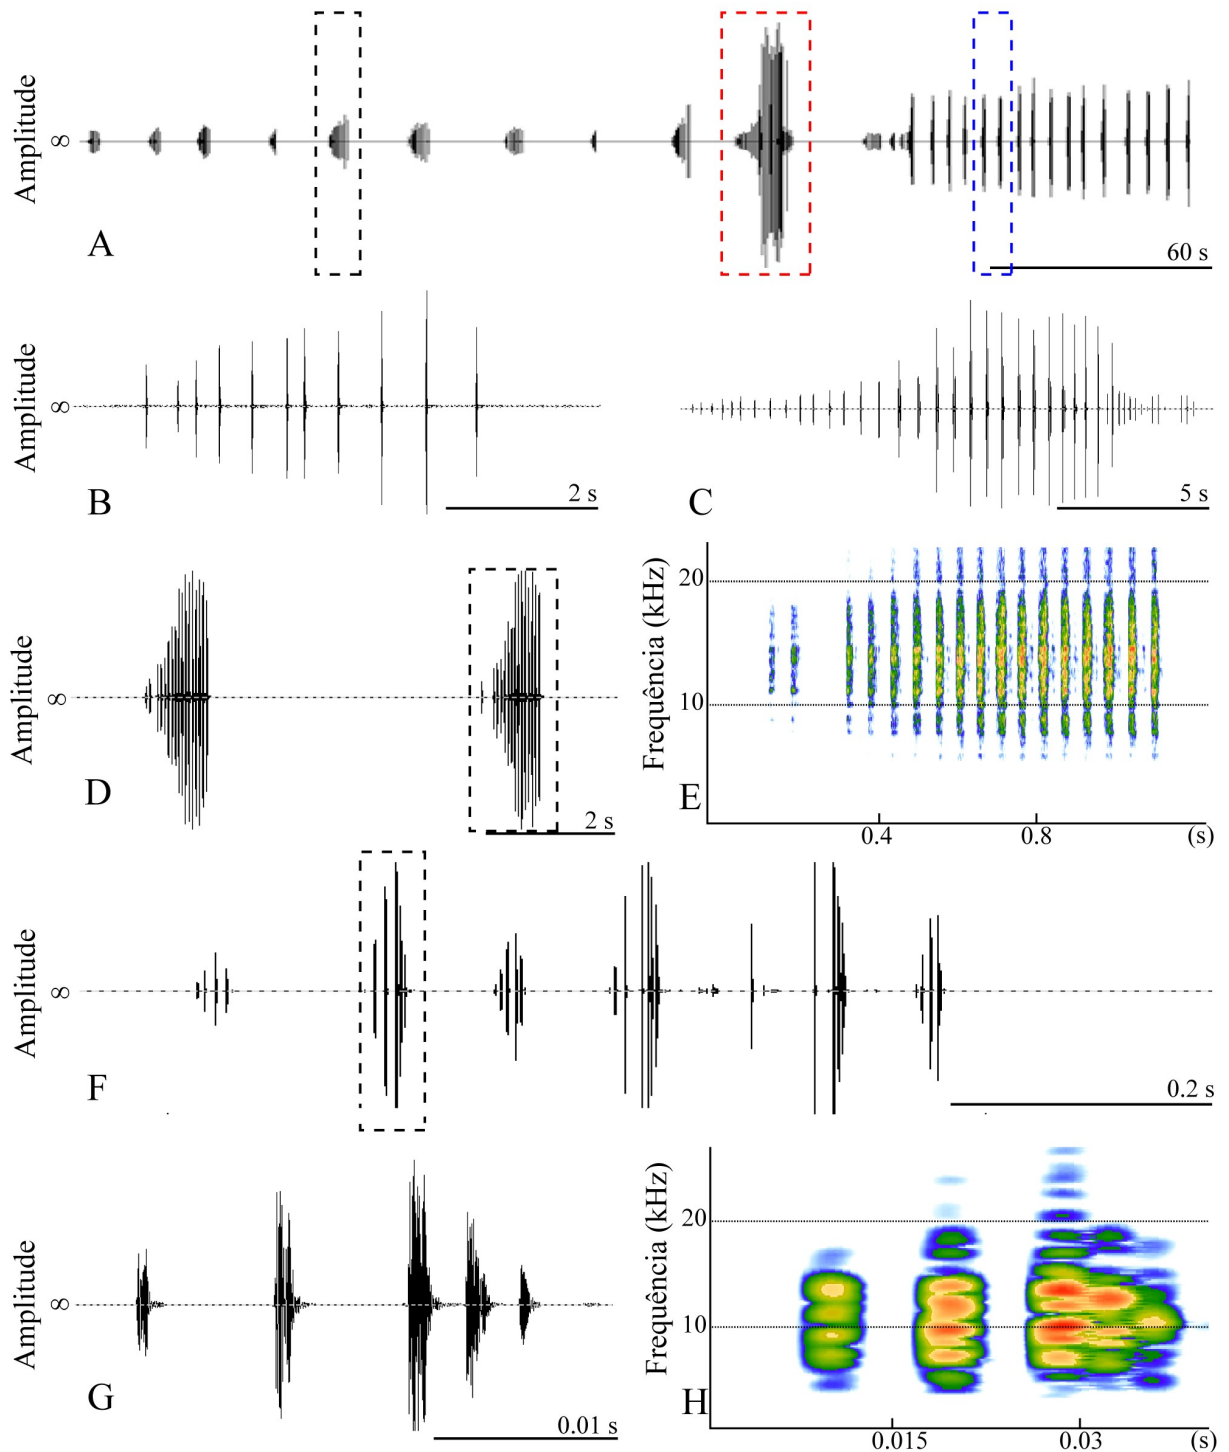 Amplitude
∞
A
60 s
Amplitude
∞
B
2 s
C
5 s
Amplitude
∞
D
2 s
Frequência (kHz)
20
10
E
0.4
0.8
(s)
Amplitude
∞
F
0.2 s
Amplitude
∞
G
0.01 s
Frequência (kHz)
20
10
H
0.015
0.03
(s)